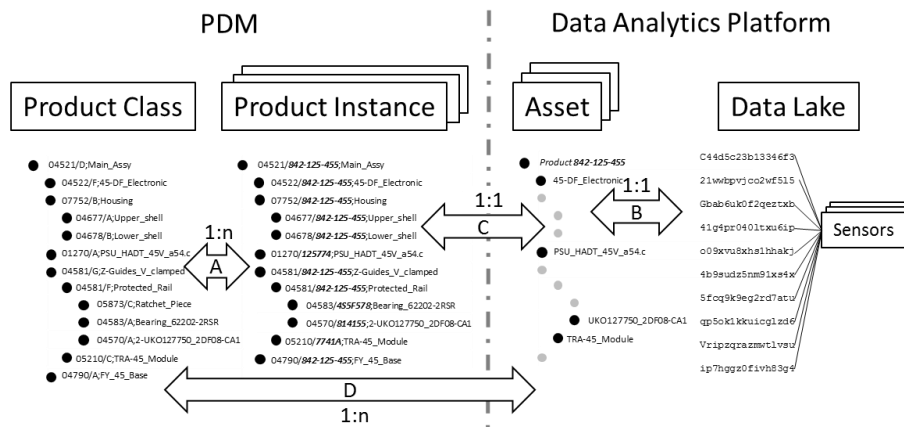 PDM
Data Analytics Platform
Product Class
Product Instance
Asset
Data Lake
04521/D;Main_Assy
04522/F;45-DF_Electronic
07752/B;Housing
04677/A;Upper_shell
04678/B;Lower_shell
01270/A;PSU_HADT_45V_a54.c
04581/G;Z-Guides_V_clamped
04581/F;Protected_Rail
05873/C;Ratchet_Piece
04583/A;Bearing_62202-2RSR
04570/A;2-UKO127750_2DF08-CA1
05210/C;TRA-45_Module
04790/A;FY_45_Base
1:n
A
04521/842-125-455;Main_Assy
04522/842-125-455;45-DF_Electronic
07752/842-125-455;Housing
04677/842-125-455;Upper_shell
04678/842-125-455;Lower_shell
01270/125774;PSU_HADT_45V_a54.c
04581/842-125-455;Z-Guides_V_clamped
04581/842-125-455;Protected_Rail
04583/4S5F578;Bearing_62202-2RSR
04570/814155;2-UKO127750_2DF08-CA1
05210/7741A;TRA-45_Module
04790/842-125-455;FY_45_Base
1:1
C
Product 842-125-455
45-DF_Electronic
PSU_HADT_45V_a54.c
UKO127750_2DF08-CA1
TRA-45_Module
1:1
B
C44d5c23b13346f3
21wwbpvjco2wf5l5
Gbab6uk0f2qeztxb
41g4pr040ltxu6ip
o09xvu8xhs1hhakj
4b9sudz5nm91xs4x
5fcq9k9eg2rd7atu
qp5ok1kkuicglzd6
Vripzqrazmwtlvsu
ip7hggz0fivh83g4
Sensors
D
1:n